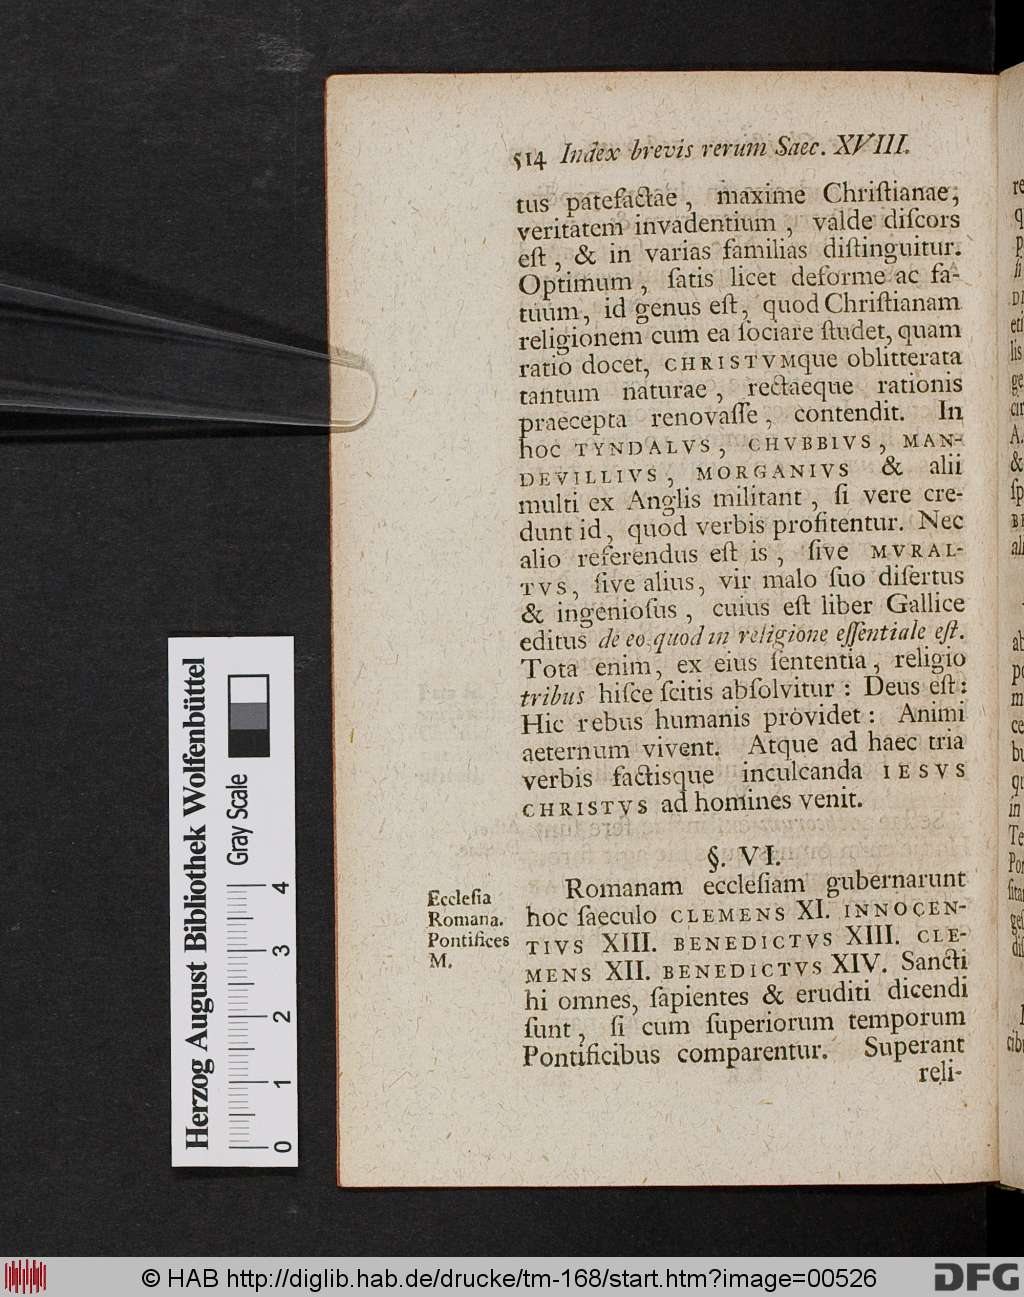 514 Index brevis rerum Saec. XVIII.
tus patefactae, maxime Chriſtianae,
veritatem invadentium, valde diſcors
eſt, & in varias familias diſtinguitur.
Optimum, ſatis licet deforme ac fa-
tuum, id genus eſt, quod Chriſtianam
religionem cum ea ſociare ſtudet, quam
ratio docet, CHRISTVMque oblitterata
tantum naturae, rectaeque rationis
praecepta renovaſſe, contendit. In
hoc TYNDALVS, CHVBBIVS, MAN-
DEVILLIVS, MORGANIVS & alii
multi ex Anglis militant, ſi vere cre-
dunt id, quod verbis profitentur. Nec
alio referendus eſt is, ſive MVRAL-
TVS, ſive alius, vir malo ſuo diſertus
& ingenioſus, cuius eſt liber Gallice
editus de eo, quod in religione eſſentiale eſt.
Tota enim, ex eius ſententia, religio
tribus hiſce ſcitis abſolvitur: Deus eſt:
Hic rebus humanis providet: Animi
aeternum vivent. Atque ad haec tria
verbis factisque inculcanda IESVS
CHRISTVS ad homines venit.
§. VI.
Eccleſia
Romana.
Pontifices
M.
Romanam eccleſiam gubernarunt
hoc ſaeculo CLEMENS XI. INNOCEN-
TIVS XIII. BENEDICTVS XIII. CLE-
MENS XII. BENEDICTVS XIV. Sancti
hi omnes, ſapientes & eruditi dicendi
ſunt, ſi cum ſuperiorum temporum
Pontificibus comparentur. Superant
reli-
Herzog August Bibliothek Wolfenbüttel
Gray Scale
0 1 2 3 4
© HAB http://diglib.hab.de/drucke/tm-168/start.htm?image=00526
DFG